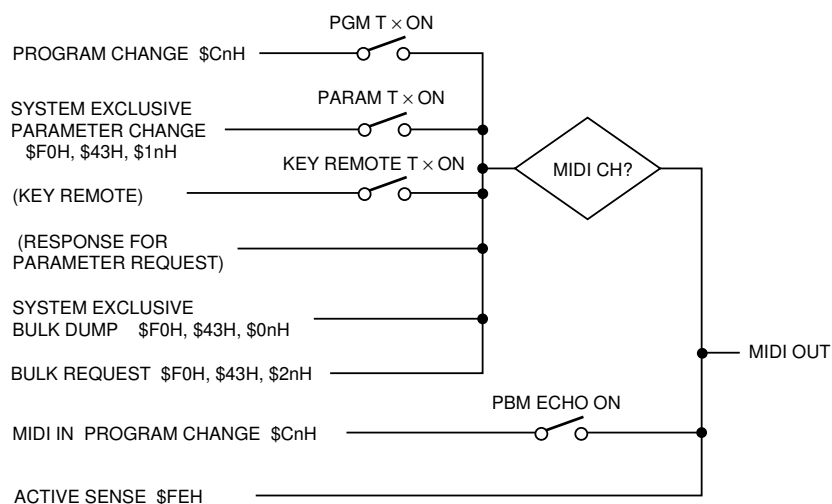 PGM T × ON
PROGRAM CHANGE $CnH
PARAM T × ON
SYSTEM EXCLUSIVE
PARAMETER CHANGE
$F0H, $43H, $1nH
KEY REMOTE T × ON
(KEY REMOTE)
MIDI CH?
(RESPONSE FOR
PARAMETER REQUEST)
SYSTEM EXCLUSIVE
BULK DUMP $F0H, $43H, $0nH
MIDI OUT
BULK REQUEST $F0H, $43H, $2nH
PBM ECHO ON
MIDI IN PROGRAM CHANGE $CnH
ACTIVE SENSE $FEH